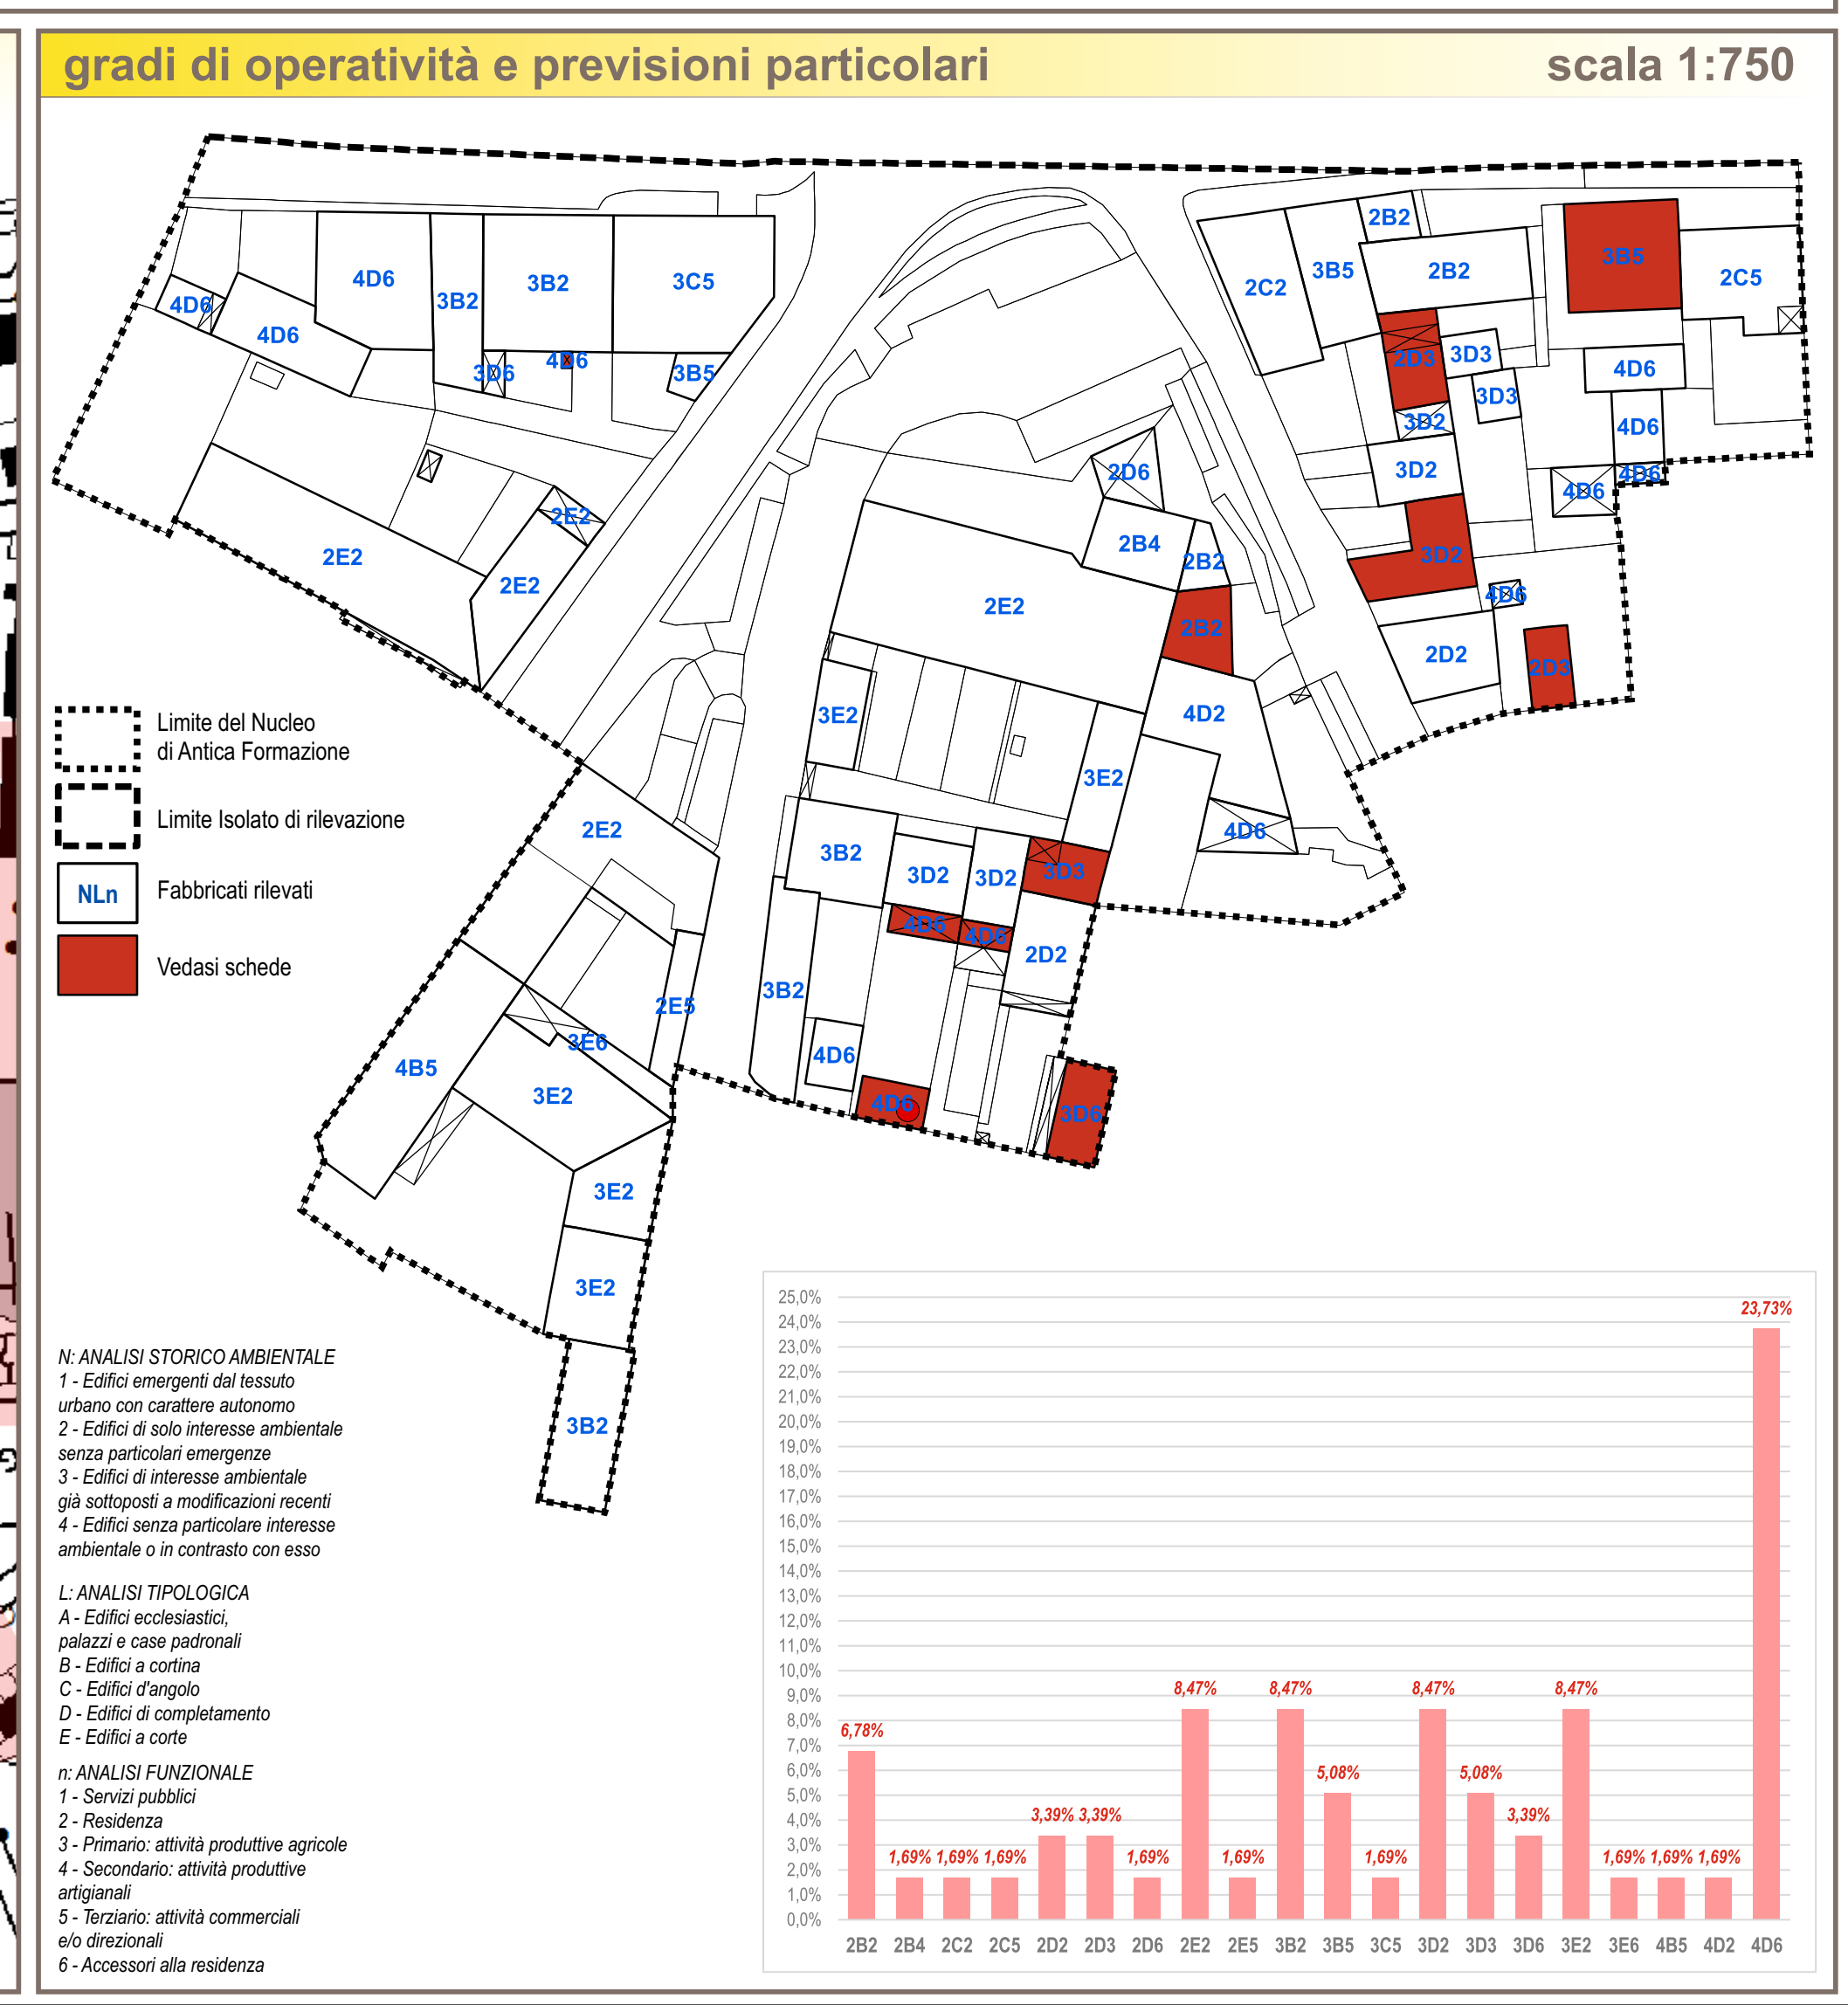 gradi di operatività e previsioni particolari scala 1:750
2B2
3B5
2C2
3B5
2B2
2C5
4D6
3B2
3B2
3C5
4D6
4D6
3D6
4D6
3B5
2D3
3D3
4D6
3D3
3D2
4D6
3D2
4D6
4D6
2D6
2E2
2B4
2B2
3D2
2E2
2E2
2E2
4D6
2B2
2D2
2D3
3E2
4D2
3E2
4D6
2E2
3B2
3D2
3D2
3D3
4D6
4D6
2D2
3B2
2E5
3E6
4D6
4B5
3E2
4D6
3D6
3E2
3E2
3B2
Limite del Nucleo
di Antica Formazione
Limite Isolato di rilevazione
NLn Fabbricati rilevati
Vedasi schede
N: ANALISI STORICO AMBIENTALE
1 - Edifici emergenti dal tessuto
urbano con carattere autonomo
2 - Edifici di solo interesse ambientale
senza particolari emergenze
3 - Edifici di interesse ambientale
già sottoposti a modificazioni recenti
4 - Edifici senza particolare interesse
ambientale o in contrasto con esso
L: ANALISI TIPOLOGICA
A - Edifici ecclesiastici,
palazzi e case padronali
B - Edifici a cortina
C - Edifici d'angolo
D - Edifici di completamento
E - Edifici a corte
n: ANALISI FUNZIONALE
1 - Servizi pubblici
2 - Residenza
3 - Primario: attività produttive agricole
4 - Secondario: attività produttive
artigianali
5 - Terziario: attività commerciali
e/o direzionali
6 - Accessori alla residenza
25,0%
24,0%
23,0%
22,0%
21,0%
20,0%
19,0%
18,0%
17,0%
16,0%
15,0%
14,0%
13,0%
12,0%
11,0%
10,0%
9,0%
8,0%
7,0%
6,0%
5,0%
4,0%
3,0%
2,0%
1,0%
0,0%
6,78% 1,69% 1,69% 1,69% 3,39% 3,39% 1,69% 8,47% 1,69% 8,47% 5,08% 1,69% 8,47% 5,08% 3,39% 8,47% 1,69% 1,69% 1,69% 23,73%
2B2 2B4 2C2 2C5 2D2 2D3 2D6 2E2 2E5 3B2 3B5 3C5 3D2 3D3 3D6 3E2 3E6 4B5 4D2 4D6